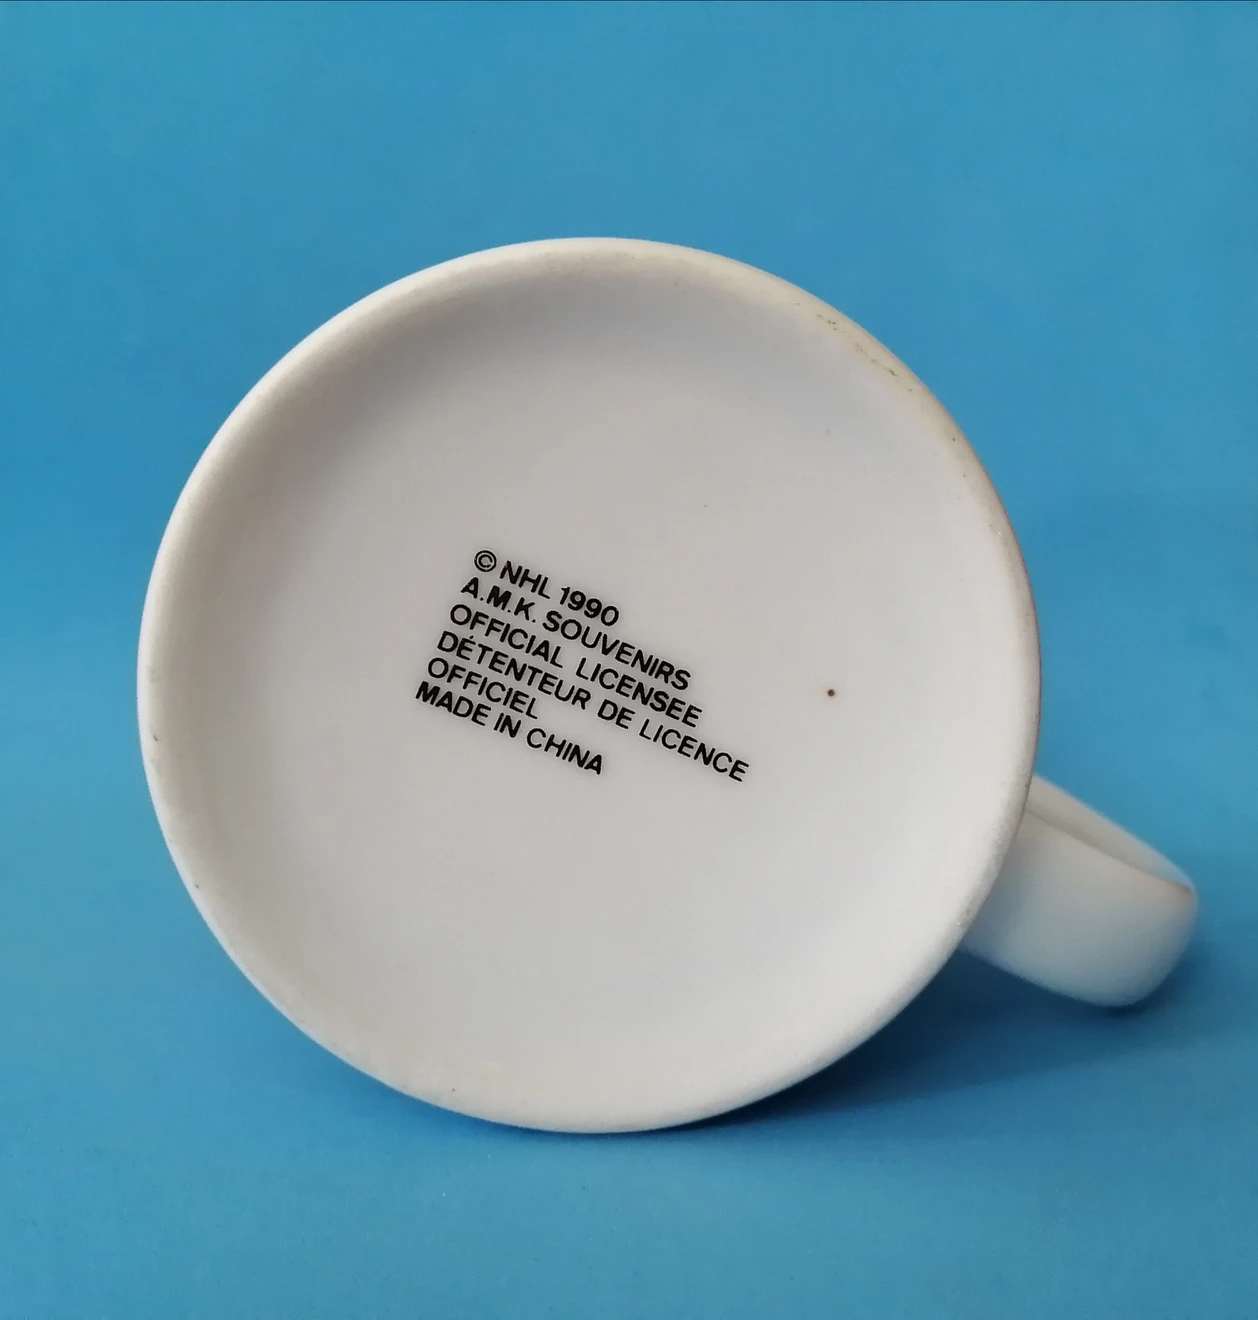 © NHL 1990
A.M.K. SOUVENIRS
OFFICIAL LICENSEE
DÉTENTEUR DE LICENCE
OFFICIEL
MADE IN CHINA